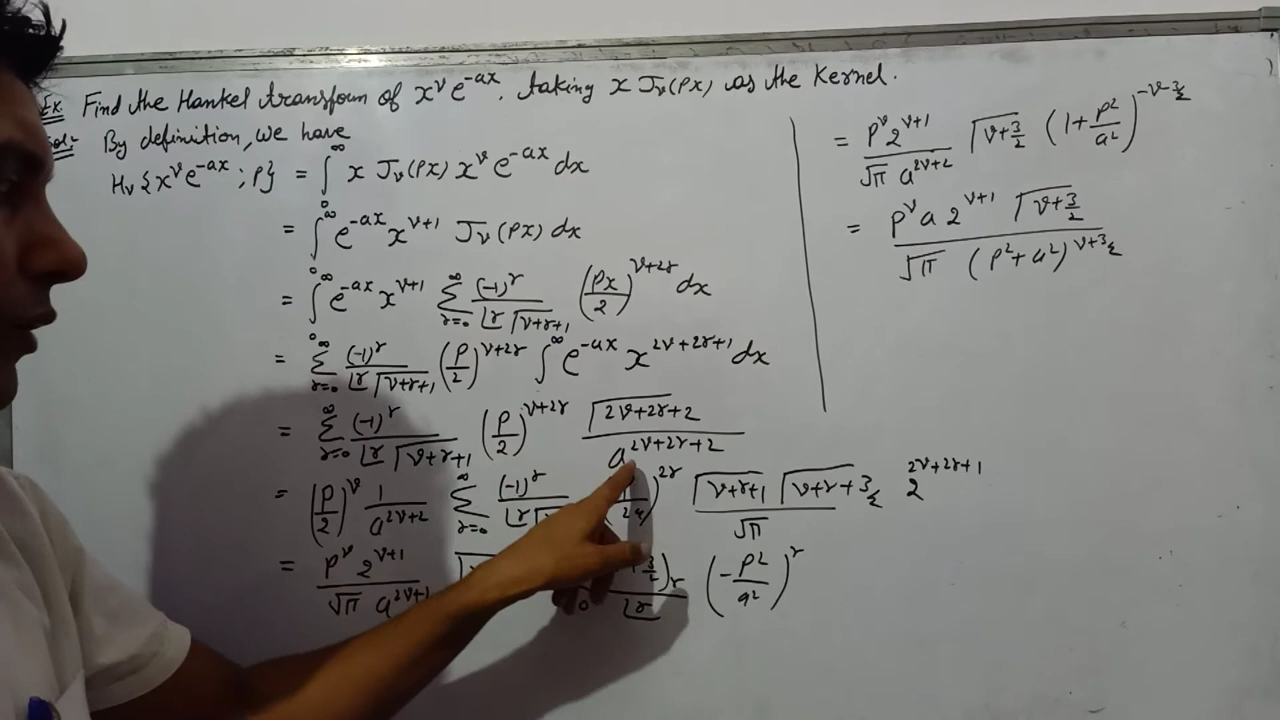 Ex. Find the Hankel transform of x^ν e^{-ax}, taking x J_ν(px) as the Kernel.
Sol: By definition, we have
H_ν{x^ν e^{-ax}; p} = ∫_0^∞ x J_ν(px) x^ν e^{-ax} dx
= ∫_0^∞ e^{-ax} x^{ν+1} J_ν(px) dx
= ∫_0^∞ e^{-ax} x^{ν+1} Σ_{r=0}^∞ (-1)^r / (⌊r Γ(ν+r+1)) (px/2)^{ν+2r} dx
= Σ_{r=0}^∞ (-1)^r / (⌊r Γ(ν+r+1)) (p/2)^{ν+2r} ∫_0^∞ e^{-ax} x^{2ν+2r+1} dx
= Σ_{r=0}^∞ (-1)^r / (⌊r Γ(ν+r+1)) (p/2)^{ν+2r} Γ(2ν+2r+2) / a^{2ν+2r+2}
= (p/2)^ν 1/a^{2ν+2} Σ_{r=0}^∞ (-1)^r / ⌊r )^{2r} Γ(ν+r+1) Γ(ν+r+3/2) / √π 2^{2ν+2r+1}
= p^ν 2^{ν+1} / (√π a^{2ν+1}) 3/2)_r / ⌊r (-p²/a²)^r
= p^ν 2^{ν+1} / (√π a^{2ν+2}) Γ(ν+3/2) (1+p²/a²)^{-ν-3/2}
= p^ν a 2^{ν+1} Γ(ν+3/2) / (√π (p²+a²)^{ν+3/2})